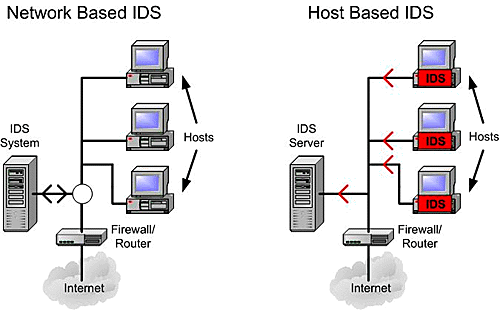 Network Based IDS
IDS
System
Hosts
Firewall/
Router
Internet
Host Based IDS
IDS
IDS
IDS
IDS
Server
Hosts
Firewall/
Router
Internet